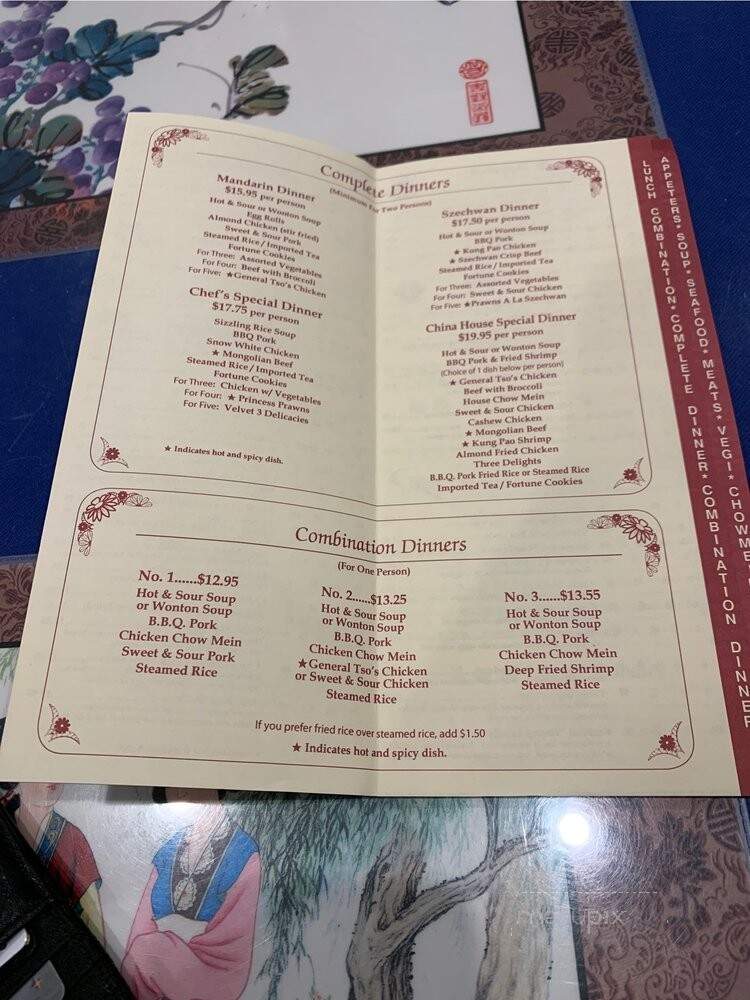 Complete Dinners
(Minimum For Two Persons)
Mandarin Dinner
$15.95 per person
Hot & Sour or Wonton Soup
Egg Rolls
Almond Chicken (stir fried)
Sweet & Sour Pork
Steamed Rice / Imported Tea
Fortune Cookies
For Three: Assorted Vegetables
For Four: Beef with Broccoli
For Five: ★General Tso's Chicken
Chef's Special Dinner
$17.75 per person
Sizzling Rice Soup
BBQ Pork
Snow White Chicken
★ Mongolian Beef
Steamed Rice / Imported Tea
Fortune Cookies
For Three: Chicken w/ Vegetables
For Four: ★ Princess Prawns
For Five: Velvet 3 Delicacies
★ Indicates hot and spicy dish.
Szechwan Dinner
$17.50 per person
Hot & Sour or Wonton Soup
BBQ Pork
★ Kung Pao Chicken
★ Szechwan Crisp Beef
Steamed Rice / Imported Tea
Fortune Cookies
For Three: Assorted Vegetables
For Four: Sweet & Sour Chicken
For Five: ★Prawns A La Szechwan
China House Special Dinner
$19.95 per person
Hot & Sour or Wonton Soup
BBQ Pork & Fried Shrimp
(Choice of 1 dish below per person)
★ General Tso's Chicken
Beef with Broccoli
House Chow Mein
Sweet & Sour Chicken
Cashew Chicken
★ Mongolian Beef
★ Kung Pao Shrimp
Almond Fried Chicken
Three Delights
B.B.Q. Pork Fried Rice or Steamed Rice
Imported Tea / Fortune Cookies
Combination Dinners
(For One Person)
No. 1......$12.95
Hot & Sour Soup
or Wonton Soup
B.B.Q. Pork
Chicken Chow Mein
Sweet & Sour Pork
Steamed Rice
No. 2......$13.25
Hot & Sour Soup
or Wonton Soup
B.B.Q. Pork
Chicken Chow Mein
★General Tso's Chicken
or Sweet & Sour Chicken
Steamed Rice
No. 3......$13.55
Hot & Sour Soup
or Wonton Soup
B.B.Q. Pork
Chicken Chow Mein
Deep Fried Shrimp
Steamed Rice
If you prefer fried rice over steamed rice, add $1.50
★ Indicates hot and spicy dish.
APPETERS*SOUP*SEAFOOD*MEATS*VEGI*CHOWME
LUNCH COMBINATION*COMPLETE DINNER*COMBINATION DINNER
menupix